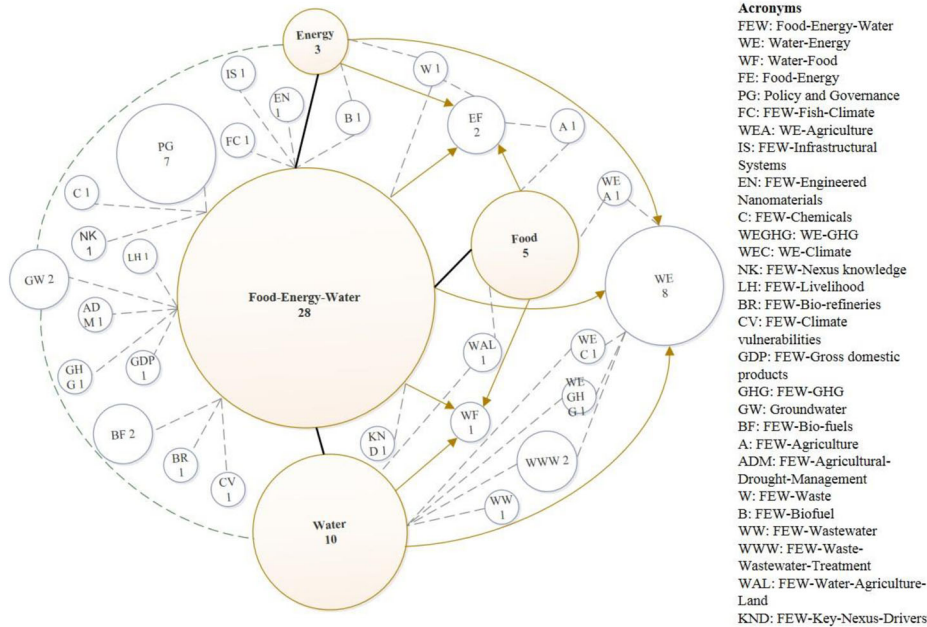 Energy
3
IS 1
EN
1
B 1
W 1
EF
2
A 1
PG
7
FC 1
C 1
NK
1
LH 1
GW 2
AD
M 1
GH
G 1
GDP
1
BF 2
BR
1
CV
1
Food-Energy-Water
28
Food
5
WE
A 1
WE
8
WAL
1
WE
C 1
WE
GH
G 1
WF
1
KN
D 1
WWW 2
WW
1
Water
10
Acronyms
FEW: Food-Energy-Water
WE: Water-Energy
WF: Water-Food
FE: Food-Energy
PG: Policy and Governance
FC: FEW-Fish-Climate
WEA: WE-Agriculture
IS: FEW-Infrastructural
Systems
EN: FEW-Engineered
Nanomaterials
C: FEW-Chemicals
WEGHG: WE-GHG
WEC: WE-Climate
NK: FEW-Nexus knowledge
LH: FEW-Livelihood
BR: FEW-Bio-refineries
CV: FEW-Climate
vulnerabilities
GDP: FEW-Gross domestic
products
GHG: FEW-GHG
GW: Groundwater
BF: FEW-Bio-fuels
A: FEW-Agriculture
ADM: FEW-Agricultural-
Drought-Management
W: FEW-Waste
B: FEW-Biofuel
WW: FEW-Wastewater
WWW: FEW-Waste-
Wastewater-Treatment
WAL: FEW-Water-Agriculture-
Land
KND: FEW-Key-Nexus-Drivers